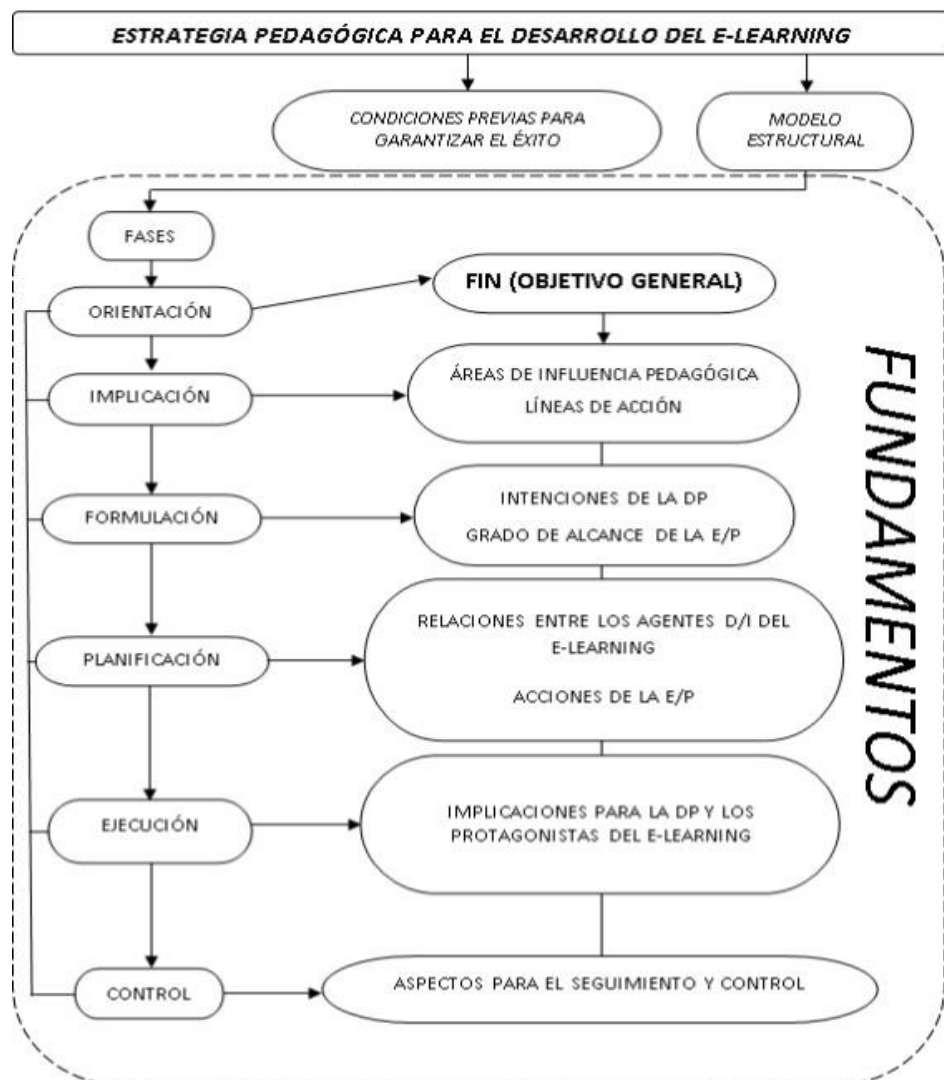 ESTRATEGIA PEDAGÓGICA PARA EL DESARROLLO DEL E-LEARNING
CONDICIONES PREVIAS PARA
GARANTIZAR EL ÉXITO
MODELO
ESTRUCTURAL
FASES
ORIENTACIÓN
FIN (OBJETIVO GENERAL)
IMPLICACIÓN
ÁREAS DE INFLUENCIA PEDAGÓGICA
LÍNEAS DE ACCIÓN
FORMULACIÓN
INTENCIONES DE LA DP
GRADO DE ALCANCE DE LA E/P
PLANIFICACIÓN
RELACIONES ENTRE LOS AGENTES D/I DEL
E-LEARNING
ACCIONES DE LA E/P
EJECUCIÓN
IMPLICACIONES PARA LA DP Y LOS
PROTAGONISTAS DEL E-LEARNING
CONTROL
ASPECTOS PARA EL SEGUIMIENTO Y CONTROL
FUNDAMENTOS